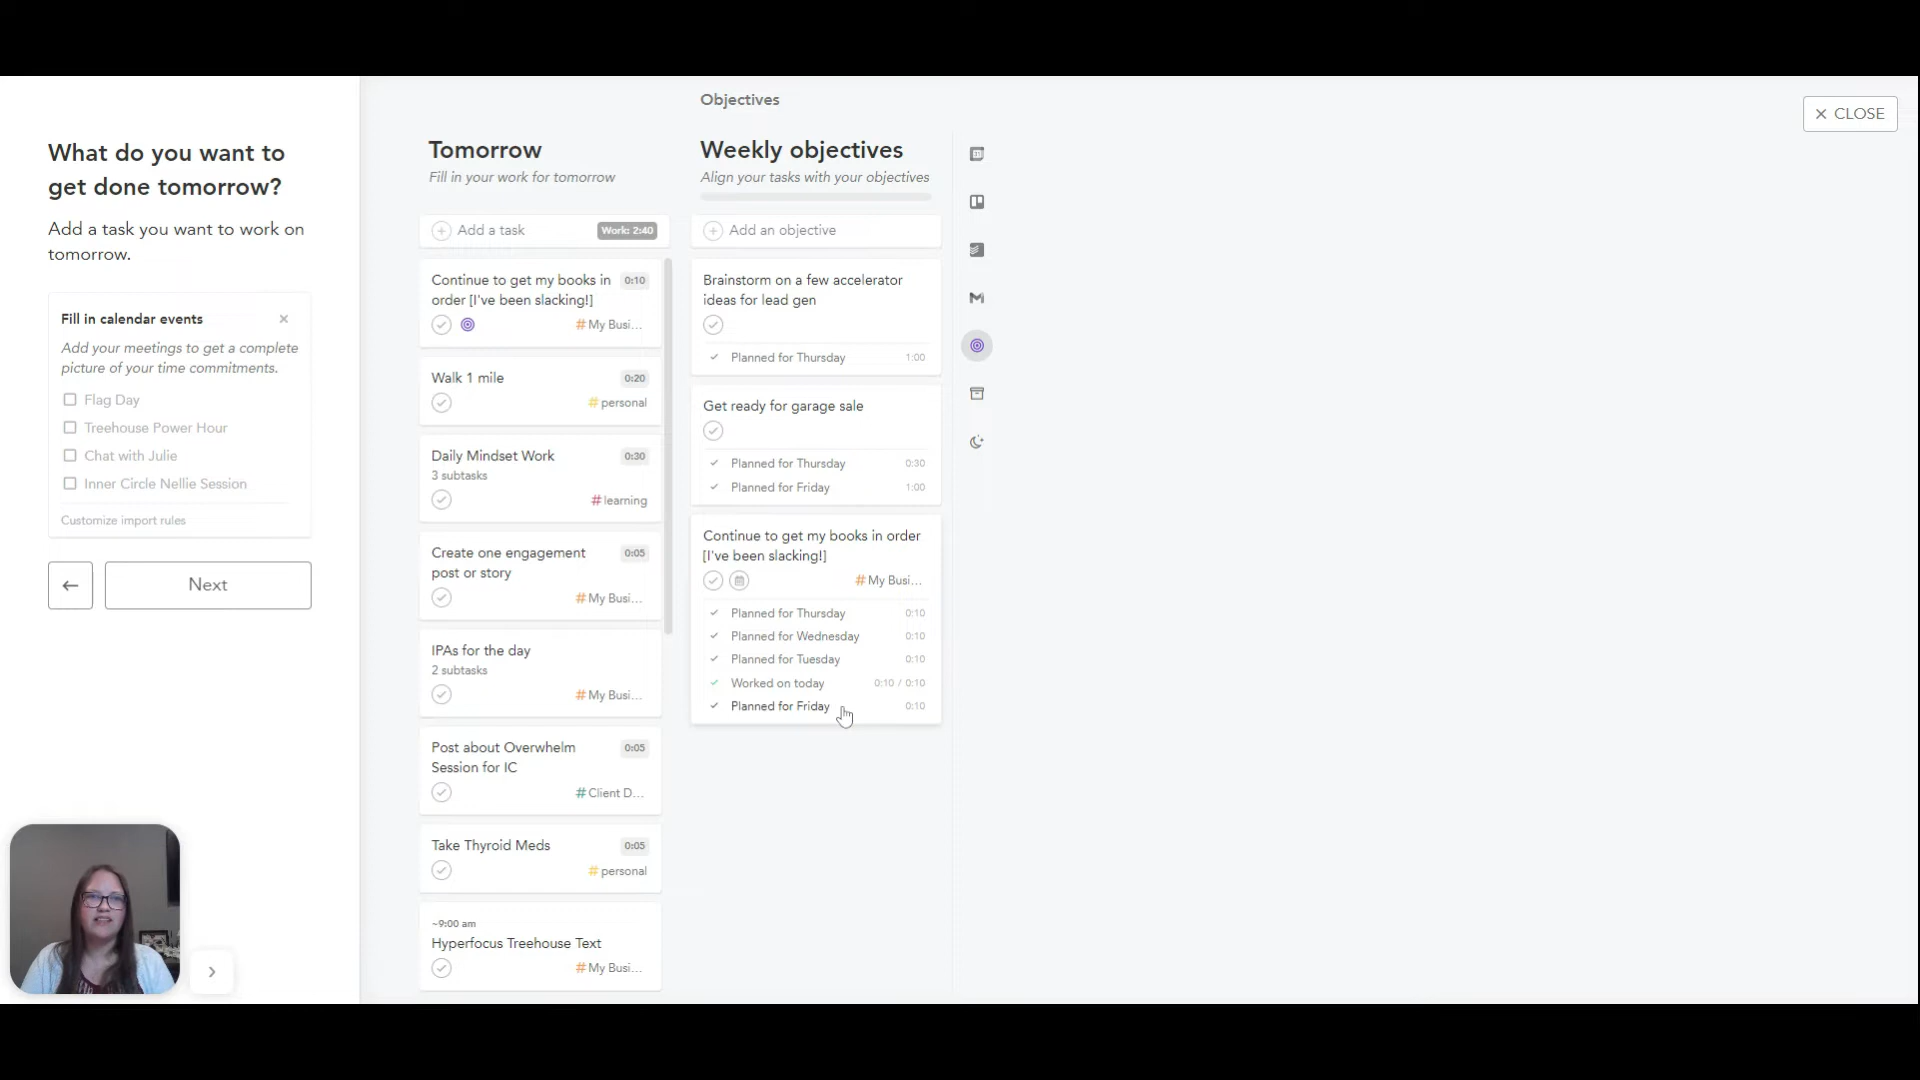 Objectives
CLOSE
What do you want to
get done tomorrow?
Add a task you want to work on
tomorrow.
Fill in calendar events
Add your meetings to get a complete
picture of your time commitments.
Flag Day
Treehouse Power Hour
Chat with Julie
Inner Circle Nellie Session
Customize import rules
Next
Tomorrow
Fill in your work for tomorrow
Add a task
Work: 2:40
Continue to get my books in 0:10
order [I've been slacking!]
#My Busi...
Walk 1 mile 0:20
#personal
Daily Mindset Work 0:30
3 subtasks
#learning
Create one engagement 0:05
post or story
#My Busi...
IPAs for the day
2 subtasks
#My Busi...
Post about Overwhelm 0:05
Session for IC
#Client D...
Take Thyroid Meds 0:05
#personal
~9:00 am
Hyperfocus Treehouse Text
#My Busi...
Weekly objectives
Align your tasks with your objectives
Add an objective
Brainstorm on a few accelerator
ideas for lead gen
Planned for Thursday 1:00
Get ready for garage sale
Planned for Thursday 0:30
Planned for Friday 1:00
Continue to get my books in order
[I've been slacking!]
#My Busi...
Planned for Thursday 0:10
Planned for Wednesday 0:10
Planned for Tuesday 0:10
Worked on today 0:10 / 0:10
Planned for Friday 0:10